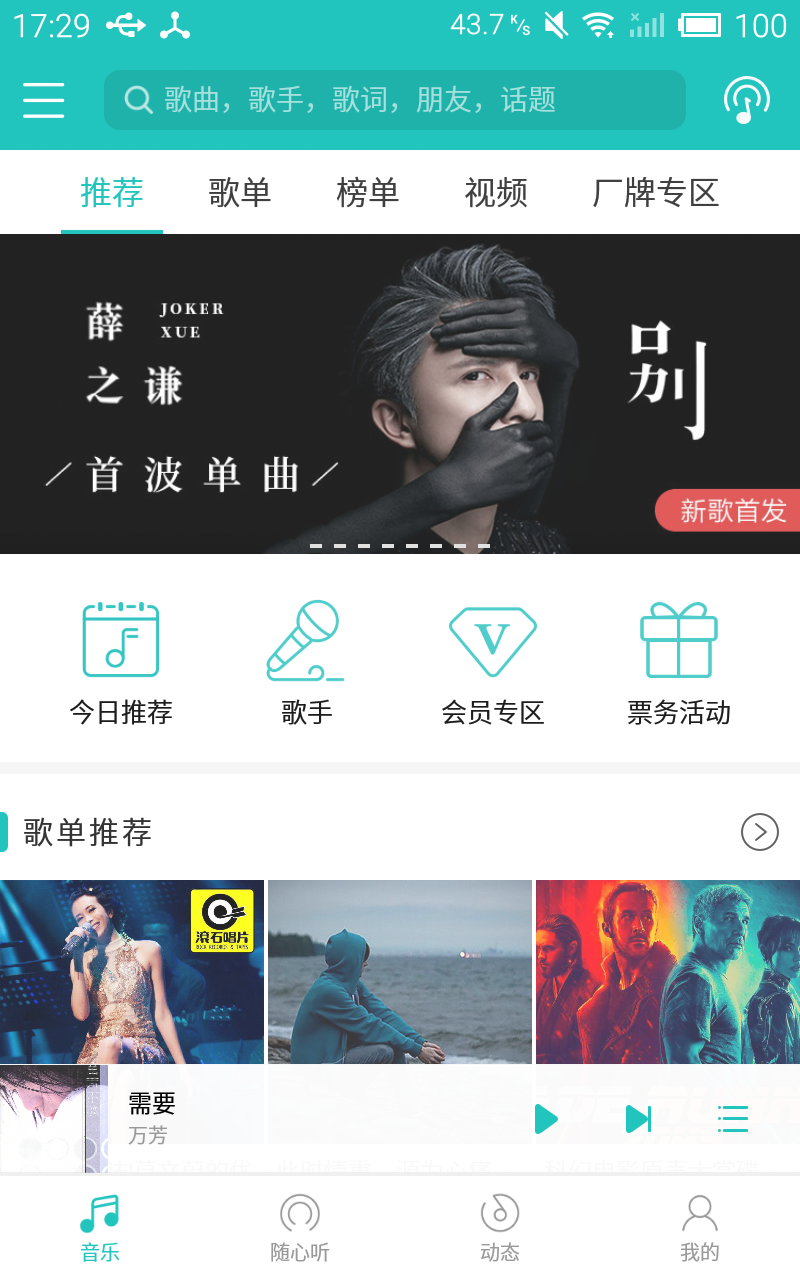 17:29
43.7 K/s
100
歌曲，歌手，歌词，朋友，话题
推荐 歌单 榜单 视频 厂牌专区
薛 JOKER
XUE
之谦
首波单曲
别
新歌首发
今日推荐 歌手 会员专区 票务活动
歌单推荐
滚石唱片
ROCK RECORDS & TAPES
需要
万芳
音乐 随心听 动态 我的